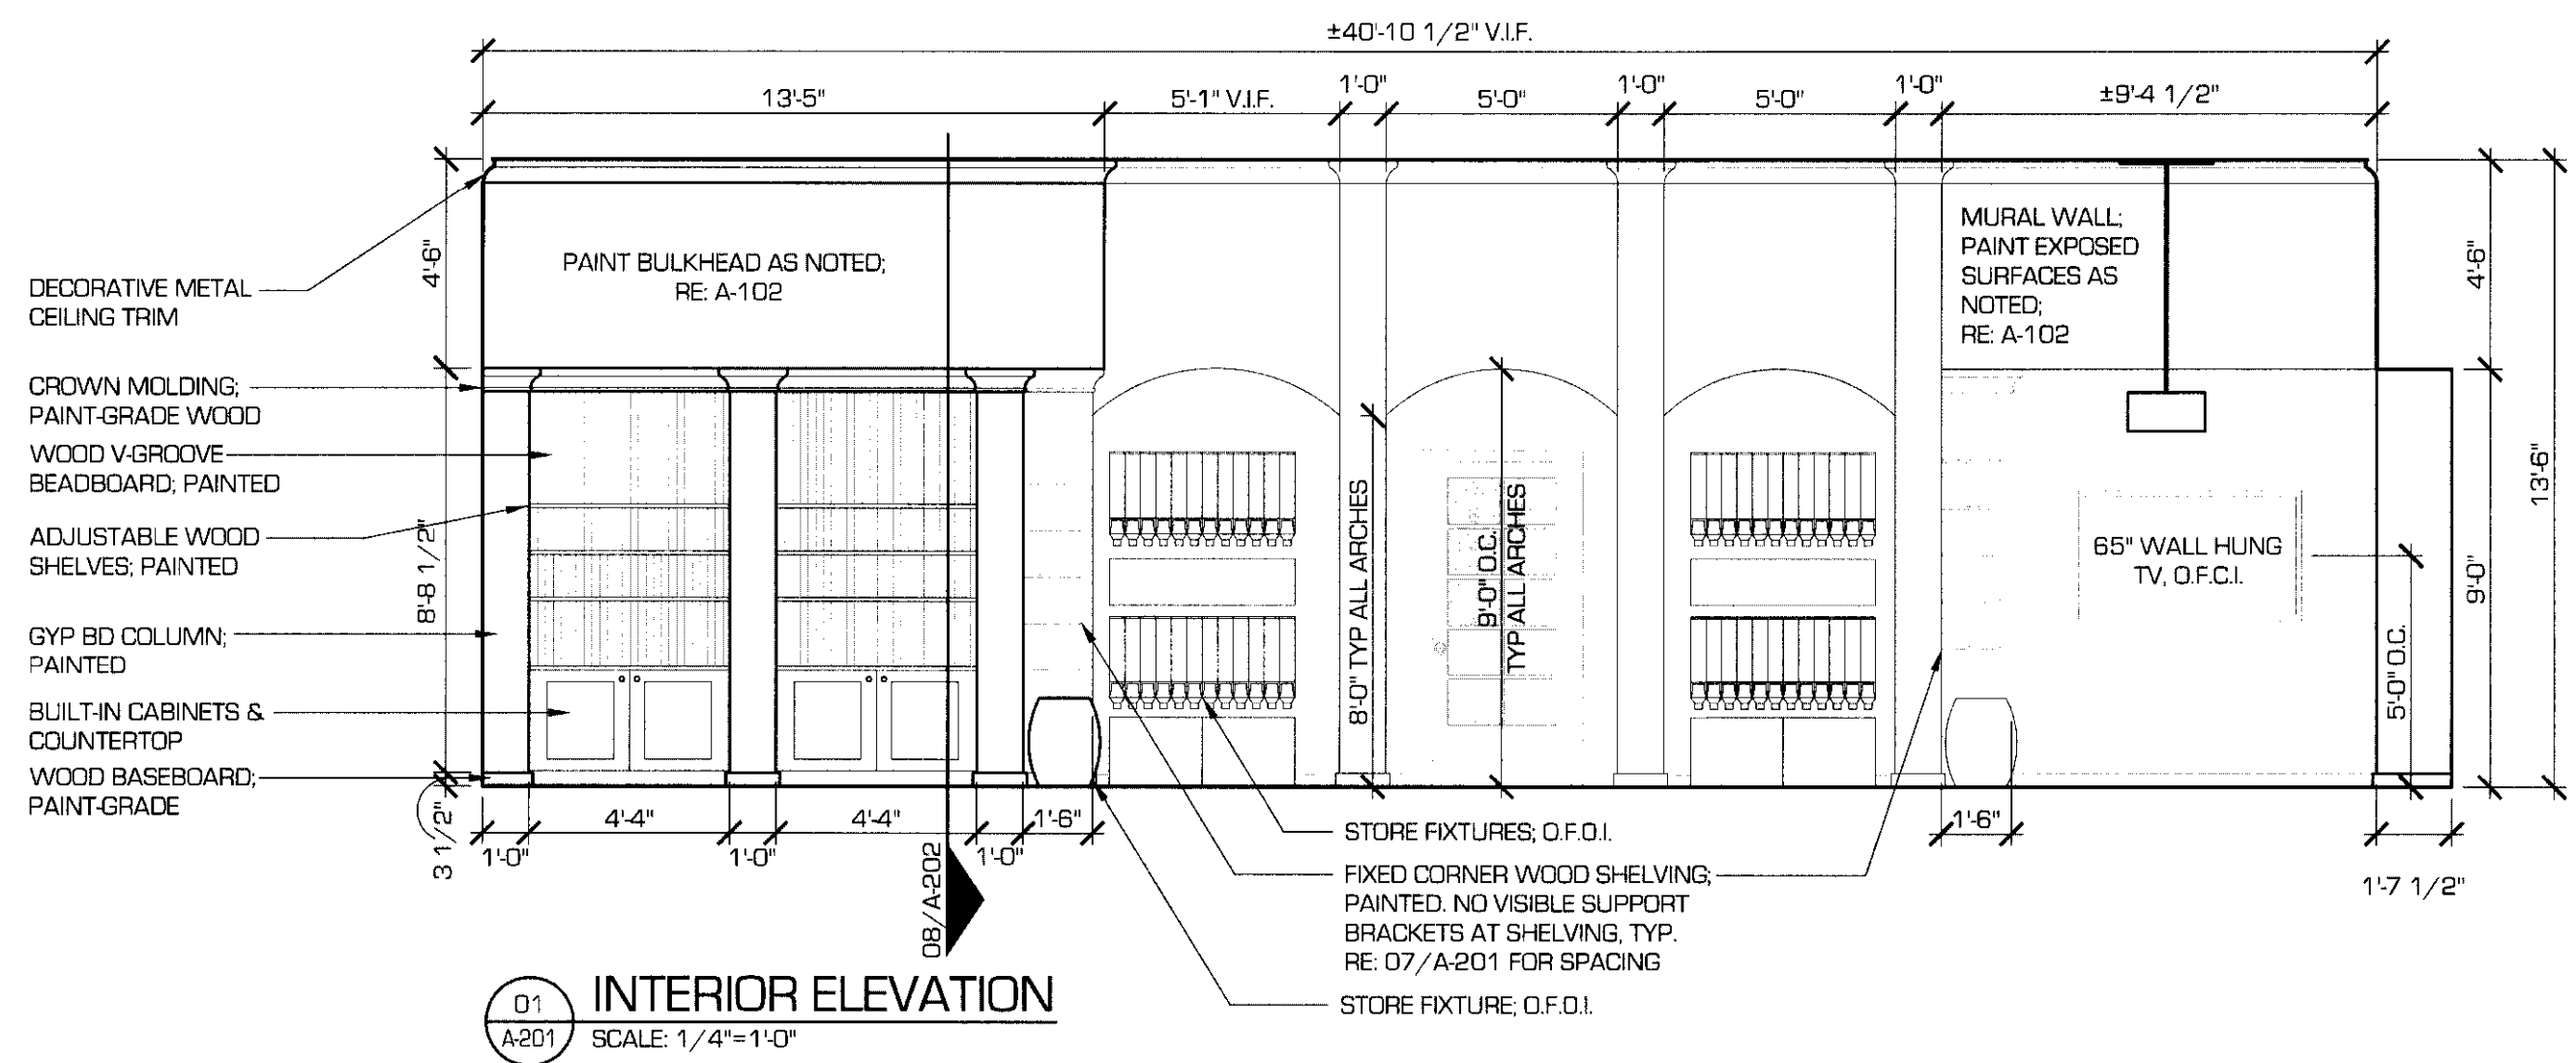 ±40'-10 1/2" V.I.F.
13'-5"
5'-1" V.I.F.
1'-0"
5'-0"
1'-0"
5'-0"
1'-0"
±9'-4 1/2"
4'-6"
PAINT BULKHEAD AS NOTED;
RE: A-102
MURAL WALL;
PAINT EXPOSED
SURFACES AS
NOTED;
RE: A-102
4'-6"
13'-6"
DECORATIVE METAL
CEILING TRIM
CROWN MOLDING;
PAINT-GRADE WOOD
WOOD V-GROOVE
BEADBOARD; PAINTED
ADJUSTABLE WOOD
SHELVES; PAINTED
GYP BD COLUMN;
PAINTED
BUILT-IN CABINETS &
COUNTERTOP
WOOD BASEBOARD;
PAINT-GRADE
8'-8 1/2"
3 1/2"
8'-0" TYP ALL ARCHES
9'-0" O.C.
TYP ALL ARCHES
65" WALL HUNG
TV, O.F.C.I.
5'-0" O.C.
9'-0"
1'-0"
4'-4"
1'-0"
4'-4"
1'-0"
1'-6"
1'-6"
1'-7 1/2"
08/A-202
STORE FIXTURES; O.F.O.I.
FIXED CORNER WOOD SHELVING;
PAINTED. NO VISIBLE SUPPORT
BRACKETS AT SHELVING, TYP.
RE: 07/A-201 FOR SPACING
STORE FIXTURE; O.F.O.I.
01
A-201
INTERIOR ELEVATION
SCALE: 1/4"=1'-0"